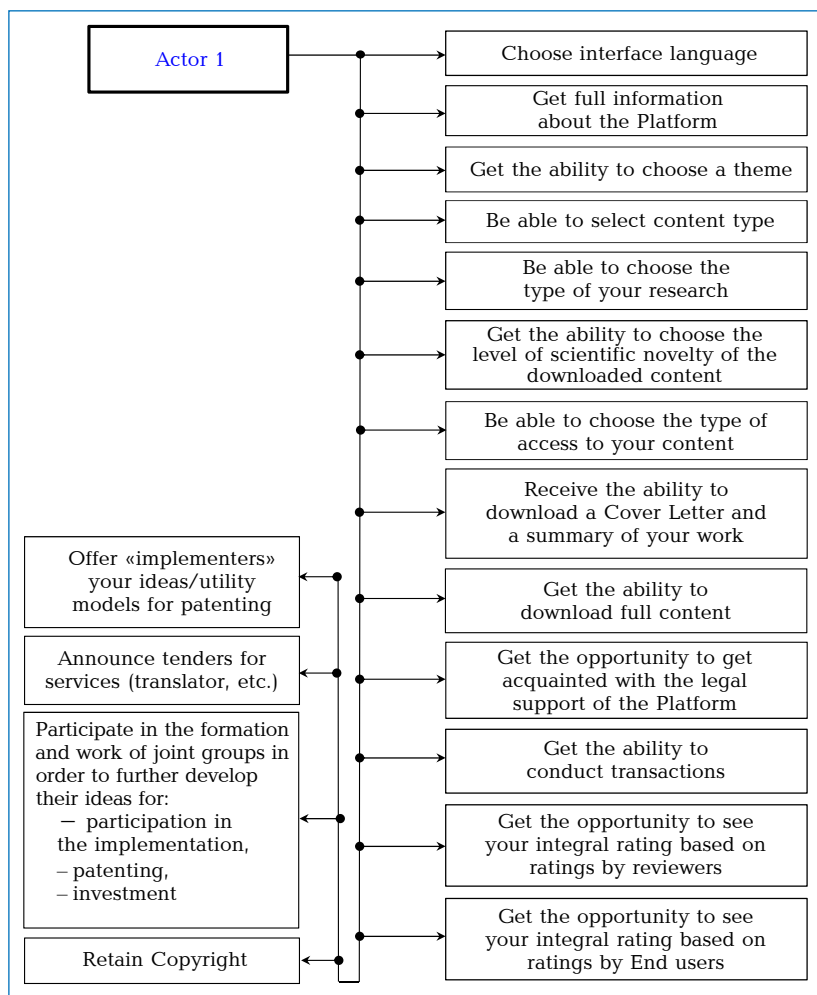 Actor 1
Choose interface language
Get full information
about the Platform
Get the ability to choose a theme
Be able to select content type
Be able to choose the
type of your research
Get the ability to choose the
level of scientific novelty of the
downloaded content
Be able to choose the type of
access to your content
Receive the ability to
download a Cover Letter and
a summary of your work
Get the ability to
download full content
Get the opportunity to get
acquainted with the legal
support of the Platform
Get the ability to
conduct transactions
Get the opportunity to see
your integral rating based on
ratings by reviewers
Get the opportunity to see
your integral rating based on
ratings by End users
Offer «implementers»
your ideas/utility
models for patenting
Announce tenders for
services (translator, etc.)
Participate in the formation
and work of joint groups in
order to further develop
their ideas for:
– participation in
the implementation,
– patenting,
– investment
Retain Copyright